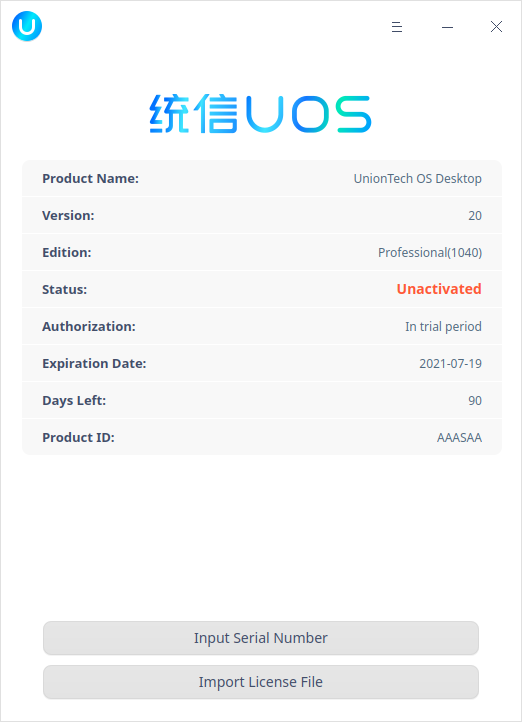 统信UOS
Product Name: UnionTech OS Desktop
Version: 20
Edition: Professional(1040)
Status: Unactivated
Authorization: In trial period
Expiration Date: 2021-07-19
Days Left: 90
Product ID: AAASAA
Input Serial Number
Import License File